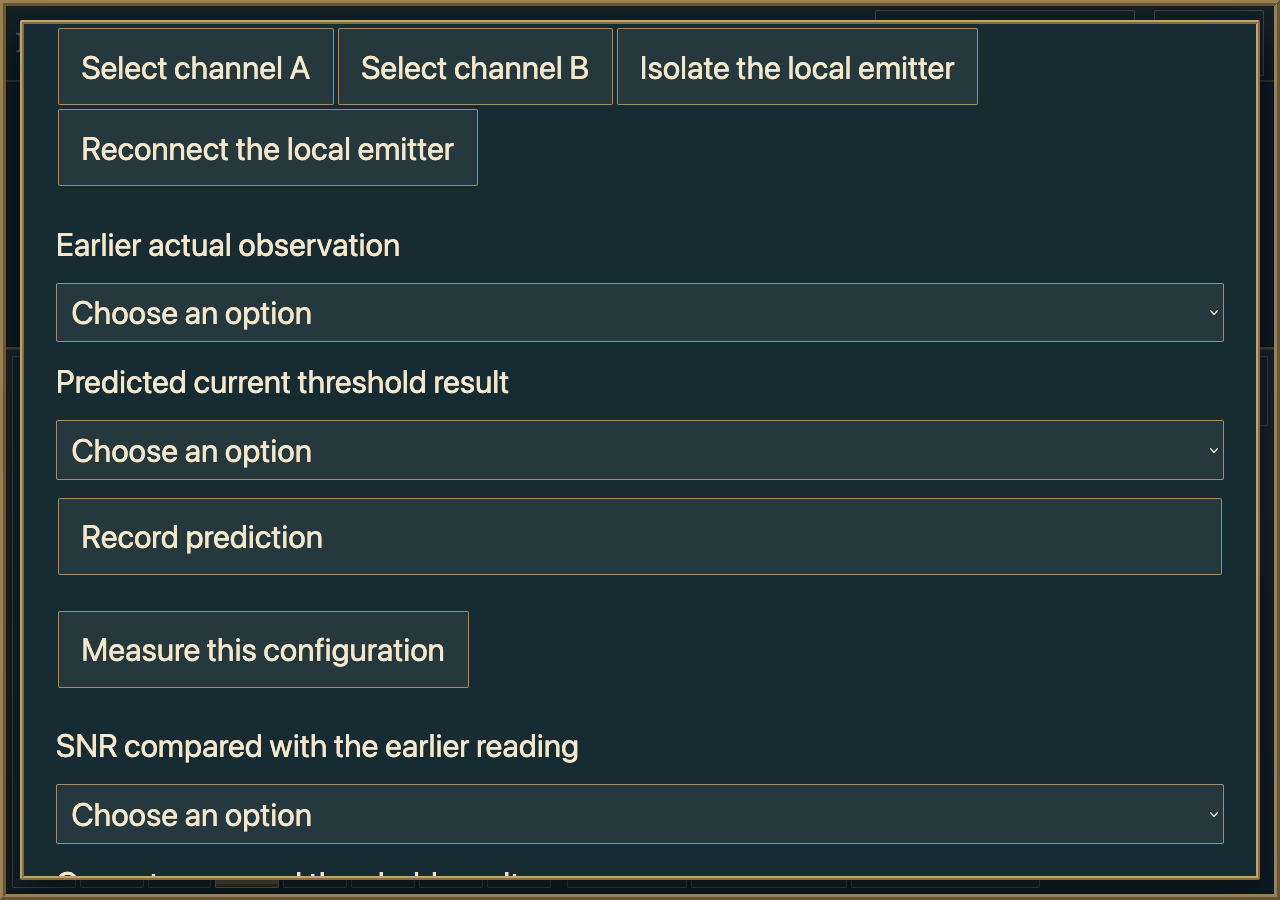 Select channel A Select channel B Isolate the local emitter
Reconnect the local emitter
Earlier actual observation
Choose an option
Predicted current threshold result
Choose an option
Record prediction
Measure this configuration
SNR compared with the earlier reading
Choose an option